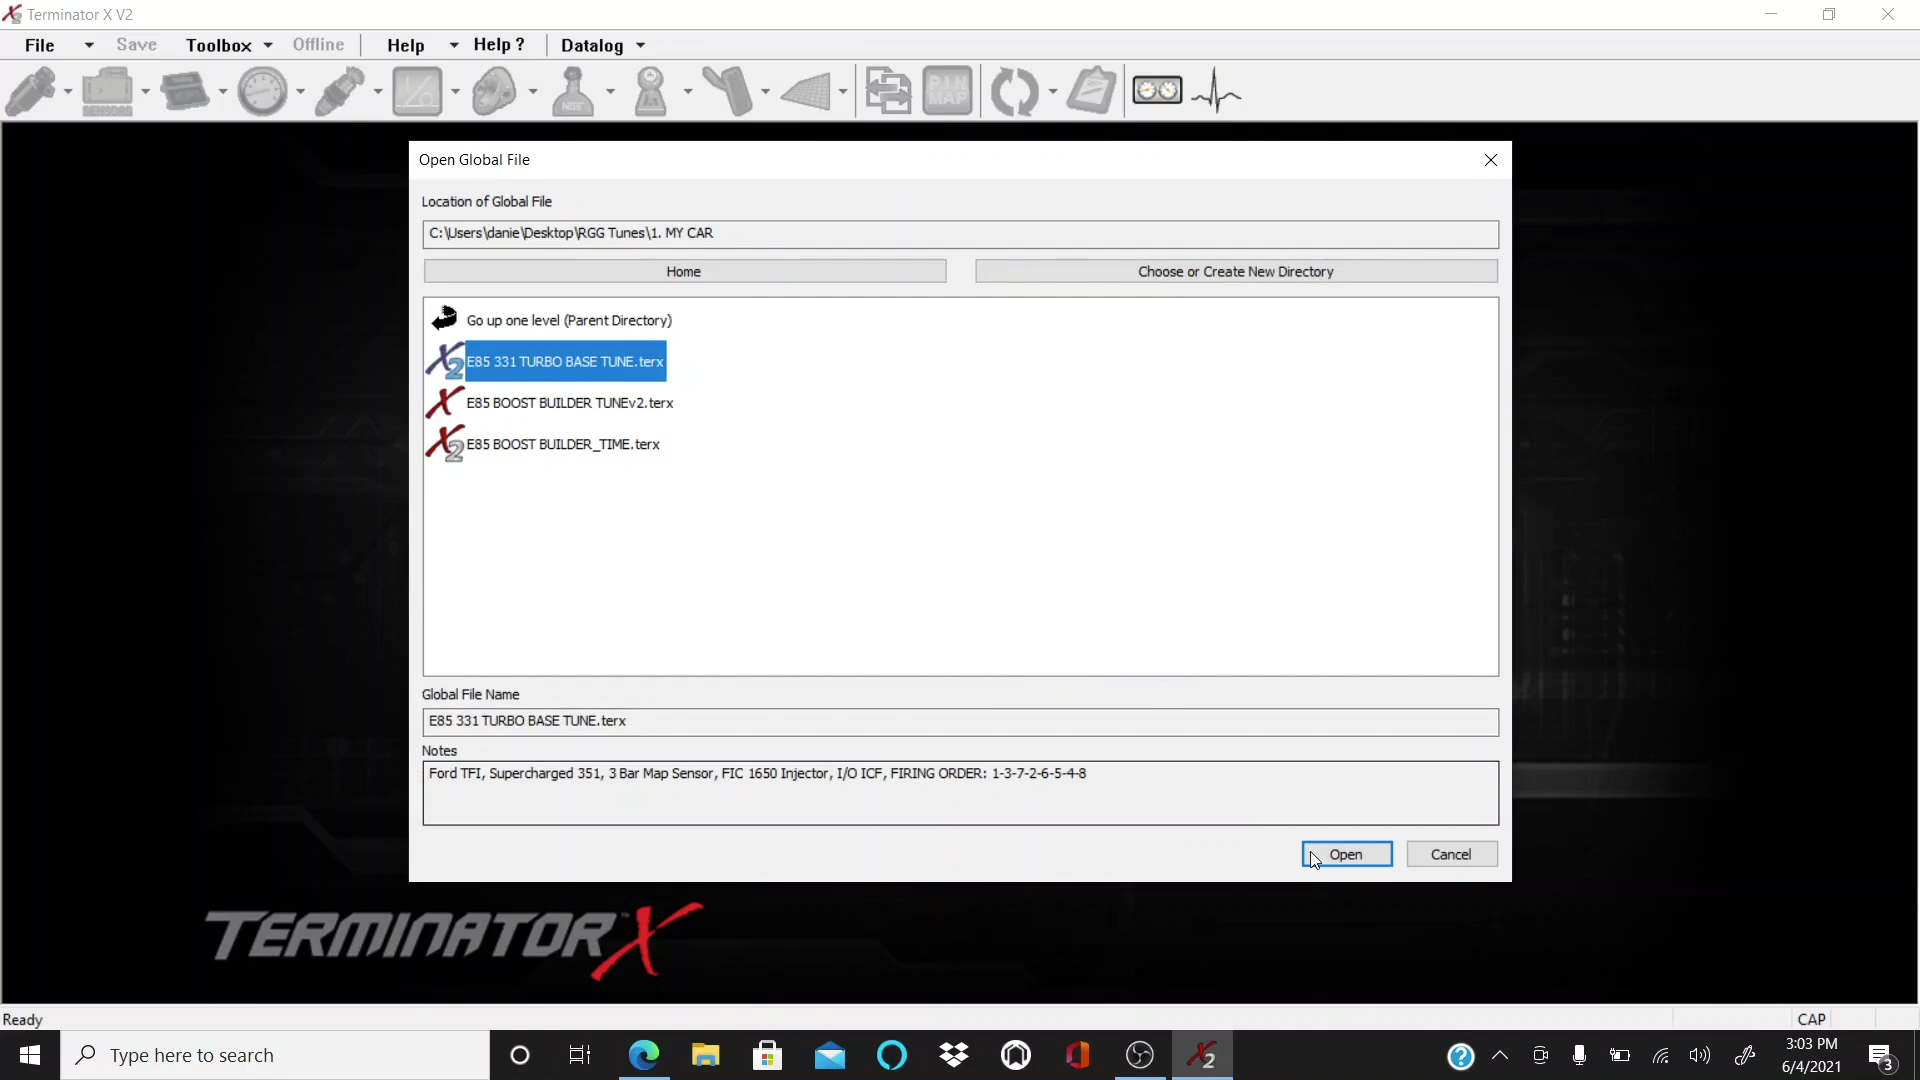 Terminator X V2
File Save Toolbox Offline Help Help ? Datalog
SENSORS NGT PIN MAP
Open Global File
Location of Global File
C:\Users\danie\Desktop\RGG Tunes\1. MY CAR
Home Choose or Create New Directory
Go up one level (Parent Directory)
E85 331 TURBO BASE TUNE.terx
E85 BOOST BUILDER TUNEv2.terx
E85 BOOST BUILDER_TIME.terx
Global File Name
E85 331 TURBO BASE TUNE.terx
Notes
Ford TFI, Supercharged 351, 3 Bar Map Sensor, FIC 1650 Injector, I/O ICF, FIRING ORDER: 1-3-7-2-6-5-4-8
Open Cancel
TERMINATOR X
Ready CAP
Type here to search
3:03 PM
6/4/2021
3